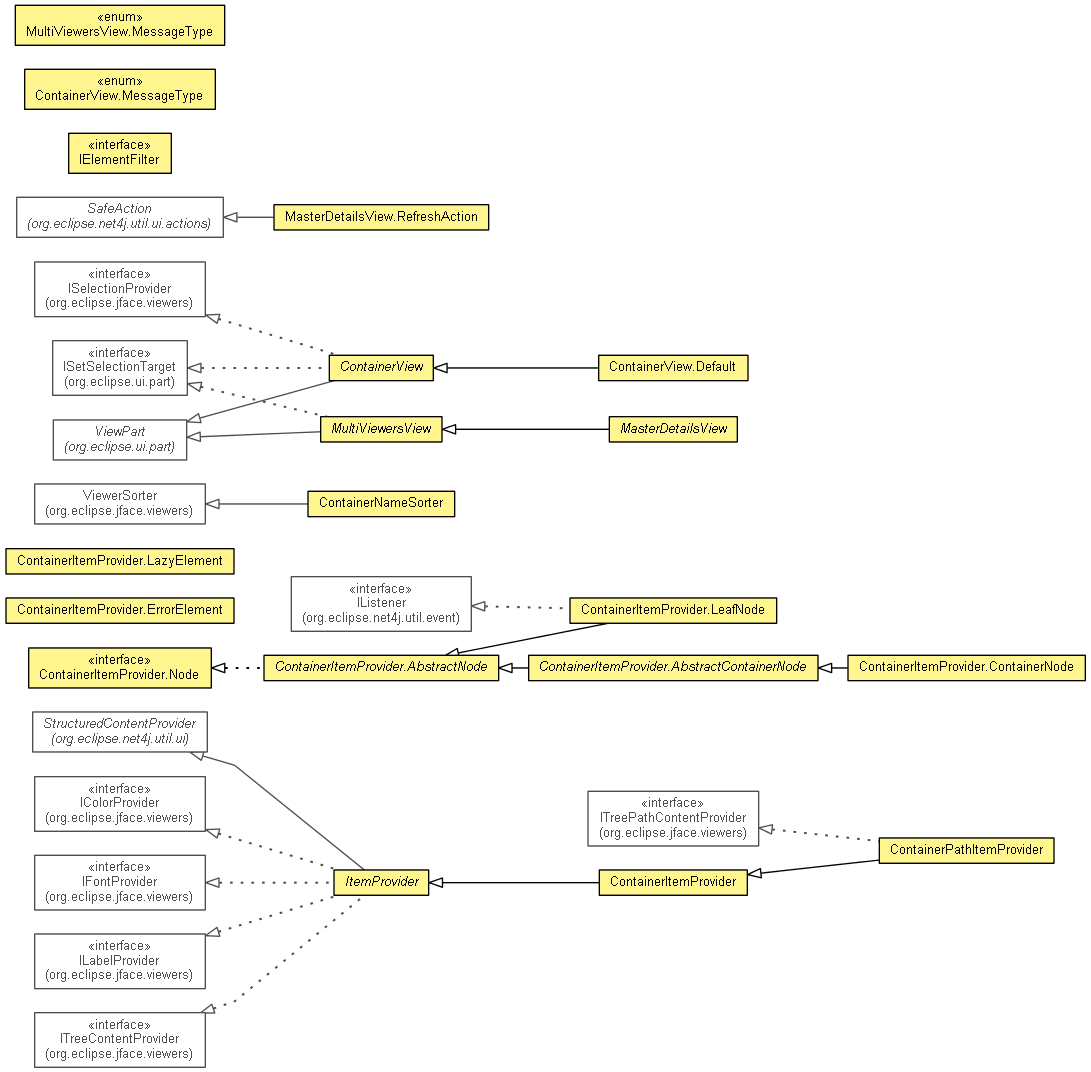 «enum»
MultiViewersView.MessageType
«enum»
ContainerView.MessageType
«interface»
IElementFilter
SafeAction
(org.eclipse.net4j.util.ui.actions)
MasterDetailsView.RefreshAction
«interface»
ISelectionProvider
(org.eclipse.jface.viewers)
«interface»
ISetSelectionTarget
(org.eclipse.ui.part)
ContainerView
ContainerView.Default
ViewPart
(org.eclipse.ui.part)
MultiViewersView
MasterDetailsView
ViewerSorter
(org.eclipse.jface.viewers)
ContainerNameSorter
ContainerItemProvider.LazyElement
ContainerItemProvider.ErrorElement
«interface»
IListener
(org.eclipse.net4j.util.event)
ContainerItemProvider.LeafNode
«interface»
ContainerItemProvider.Node
ContainerItemProvider.AbstractNode
ContainerItemProvider.AbstractContainerNode
ContainerItemProvider.ContainerNode
StructuredContentProvider
(org.eclipse.net4j.util.ui)
«interface»
IColorProvider
(org.eclipse.jface.viewers)
«interface»
ITreePathContentProvider
(org.eclipse.jface.viewers)
ContainerPathItemProvider
«interface»
IFontProvider
(org.eclipse.jface.viewers)
ItemProvider
ContainerItemProvider
«interface»
ILabelProvider
(org.eclipse.jface.viewers)
«interface»
ITreeContentProvider
(org.eclipse.jface.viewers)